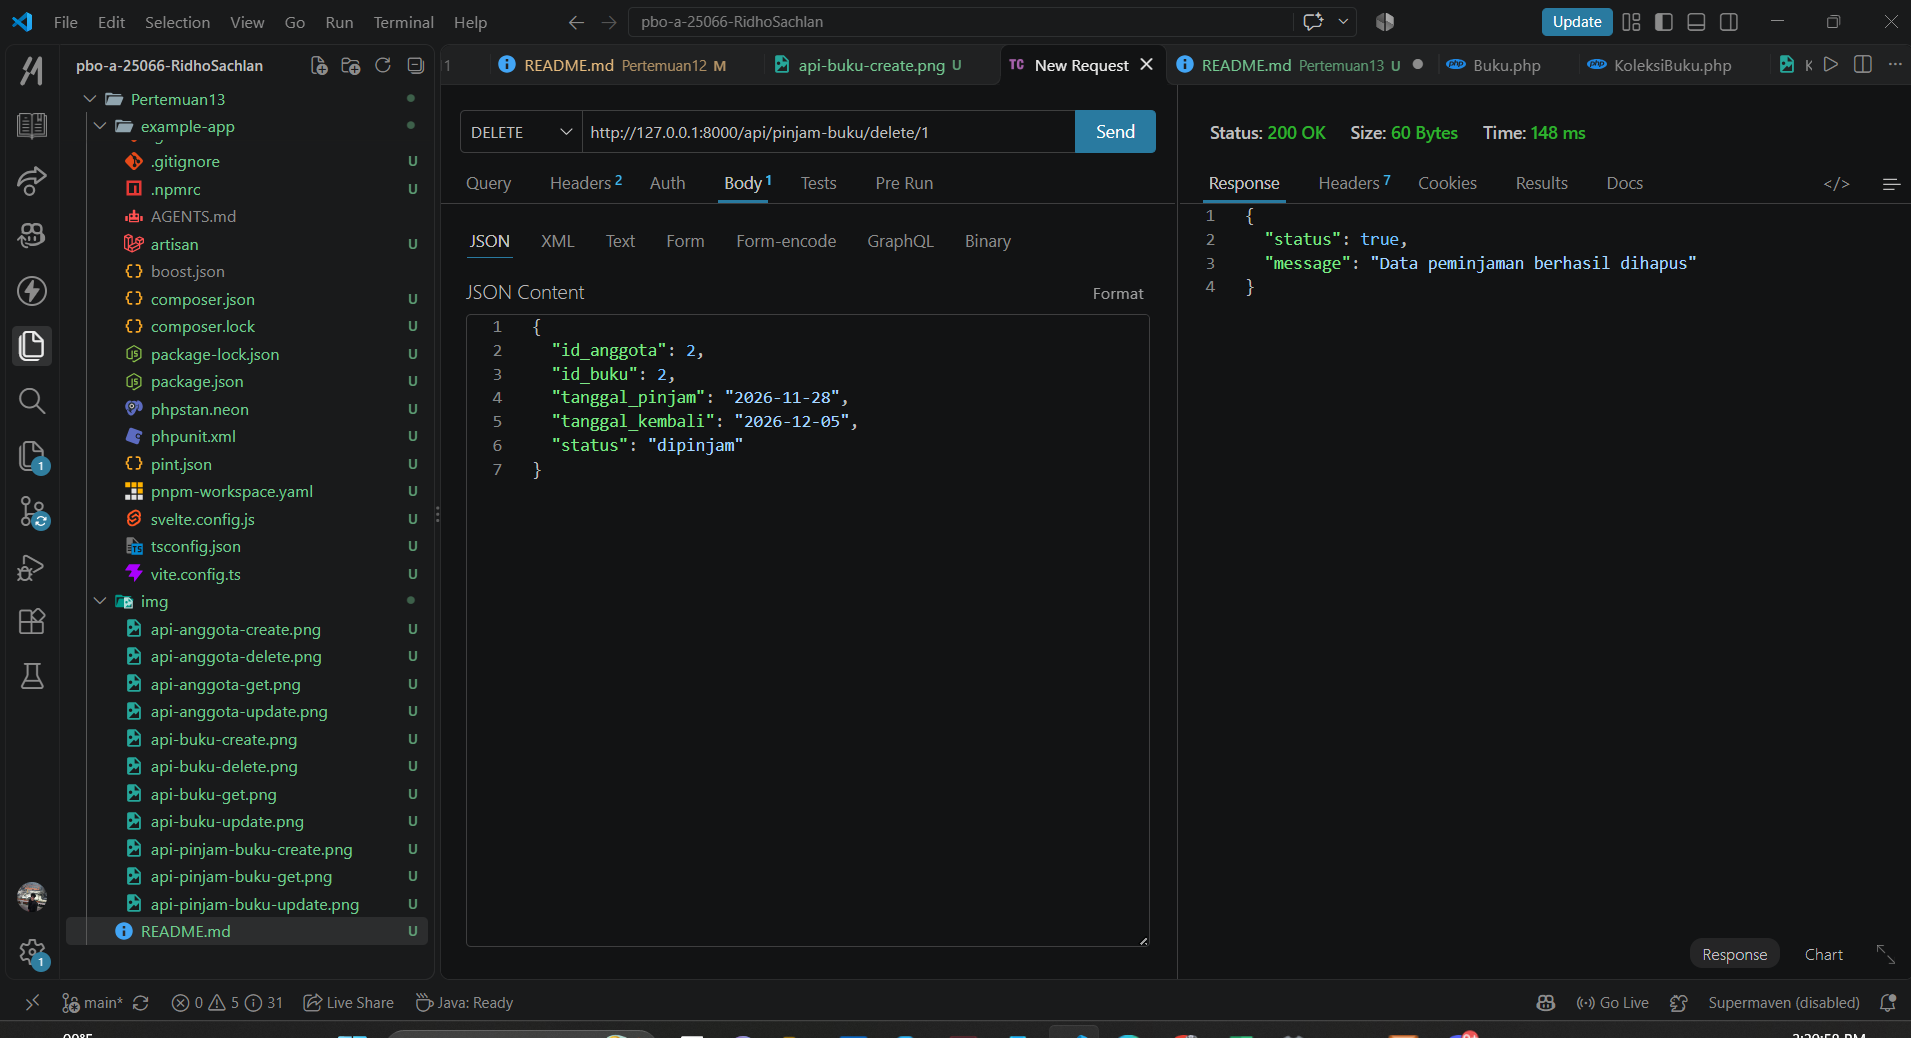 File Edit Selection View Go Run Terminal Help
pbo-a-25066-RidhoSachlan
Update
pbo-a-25066-RidhoSachlan
1
README.md Pertemuan12 M
api-buku-create.png U
TC New Request
README.md Pertemuan13 U
php Buku.php
php KoleksiBuku.php
K
Pertemuan13
example-app
.gitignore U
.npmrc U
AGENTS.md
artisan U
boost.json
composer.json U
composer.lock U
package-lock.json U
package.json U
phpstan.neon U
phpunit.xml U
pint.json U
pnpm-workspace.yaml U
svelte.config.js U
tsconfig.json U
vite.config.ts U
img
api-anggota-create.png U
api-anggota-delete.png U
api-anggota-get.png U
api-anggota-update.png U
api-buku-create.png U
api-buku-delete.png U
api-buku-get.png U
api-buku-update.png U
api-pinjam-buku-create.png U
api-pinjam-buku-get.png U
api-pinjam-buku-update.png U
README.md U
1
1
DELETE http://127.0.0.1:8000/api/pinjam-buku/delete/1 Send
Query Headers 2 Auth Body 1 Tests Pre Run
JSON XML Text Form Form-encode GraphQL Binary
JSON Content Format
1 {
2 "id_anggota": 2,
3 "id_buku": 2,
4 "tanggal_pinjam": "2026-11-28",
5 "tanggal_kembali": "2026-12-05",
6 "status": "dipinjam"
7 }
Status: 200 OK Size: 60 Bytes Time: 148 ms
Response Headers 7 Cookies Results Docs </>
1 {
2 "status": true,
3 "message": "Data peminjaman berhasil dihapus"
4 }
Response Chart
main* 0 5 31 Live Share Java: Ready
Go Live Supermaven (disabled)